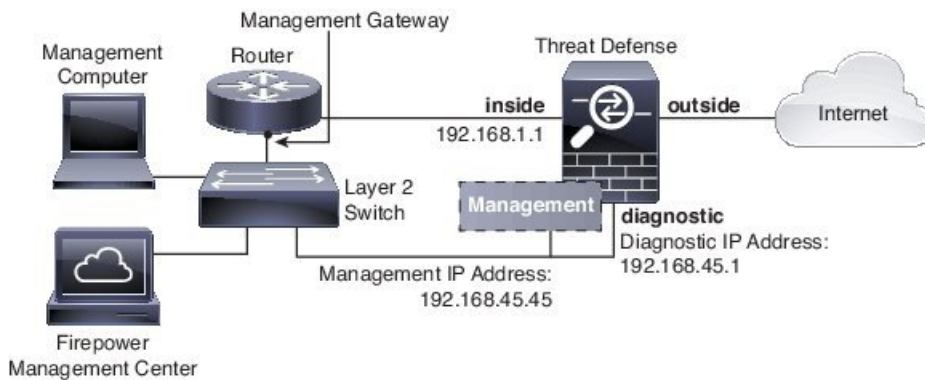 Management Gateway
Management
Computer
Router
Threat Defense
inside
192.168.1.1
outside
Internet
Layer 2
Switch
Management
diagnostic
Diagnostic IP Address:
192.168.45.1
Management IP Address:
192.168.45.45
Firepower
Management Center